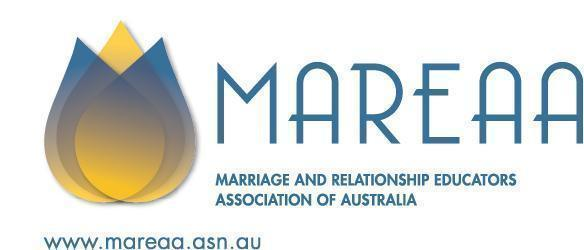 MAREAA
MARRIAGE AND RELATIONSHIP EDUCATORS
ASSOCIATION OF AUSTRALIA
www.mareaa.asn.au